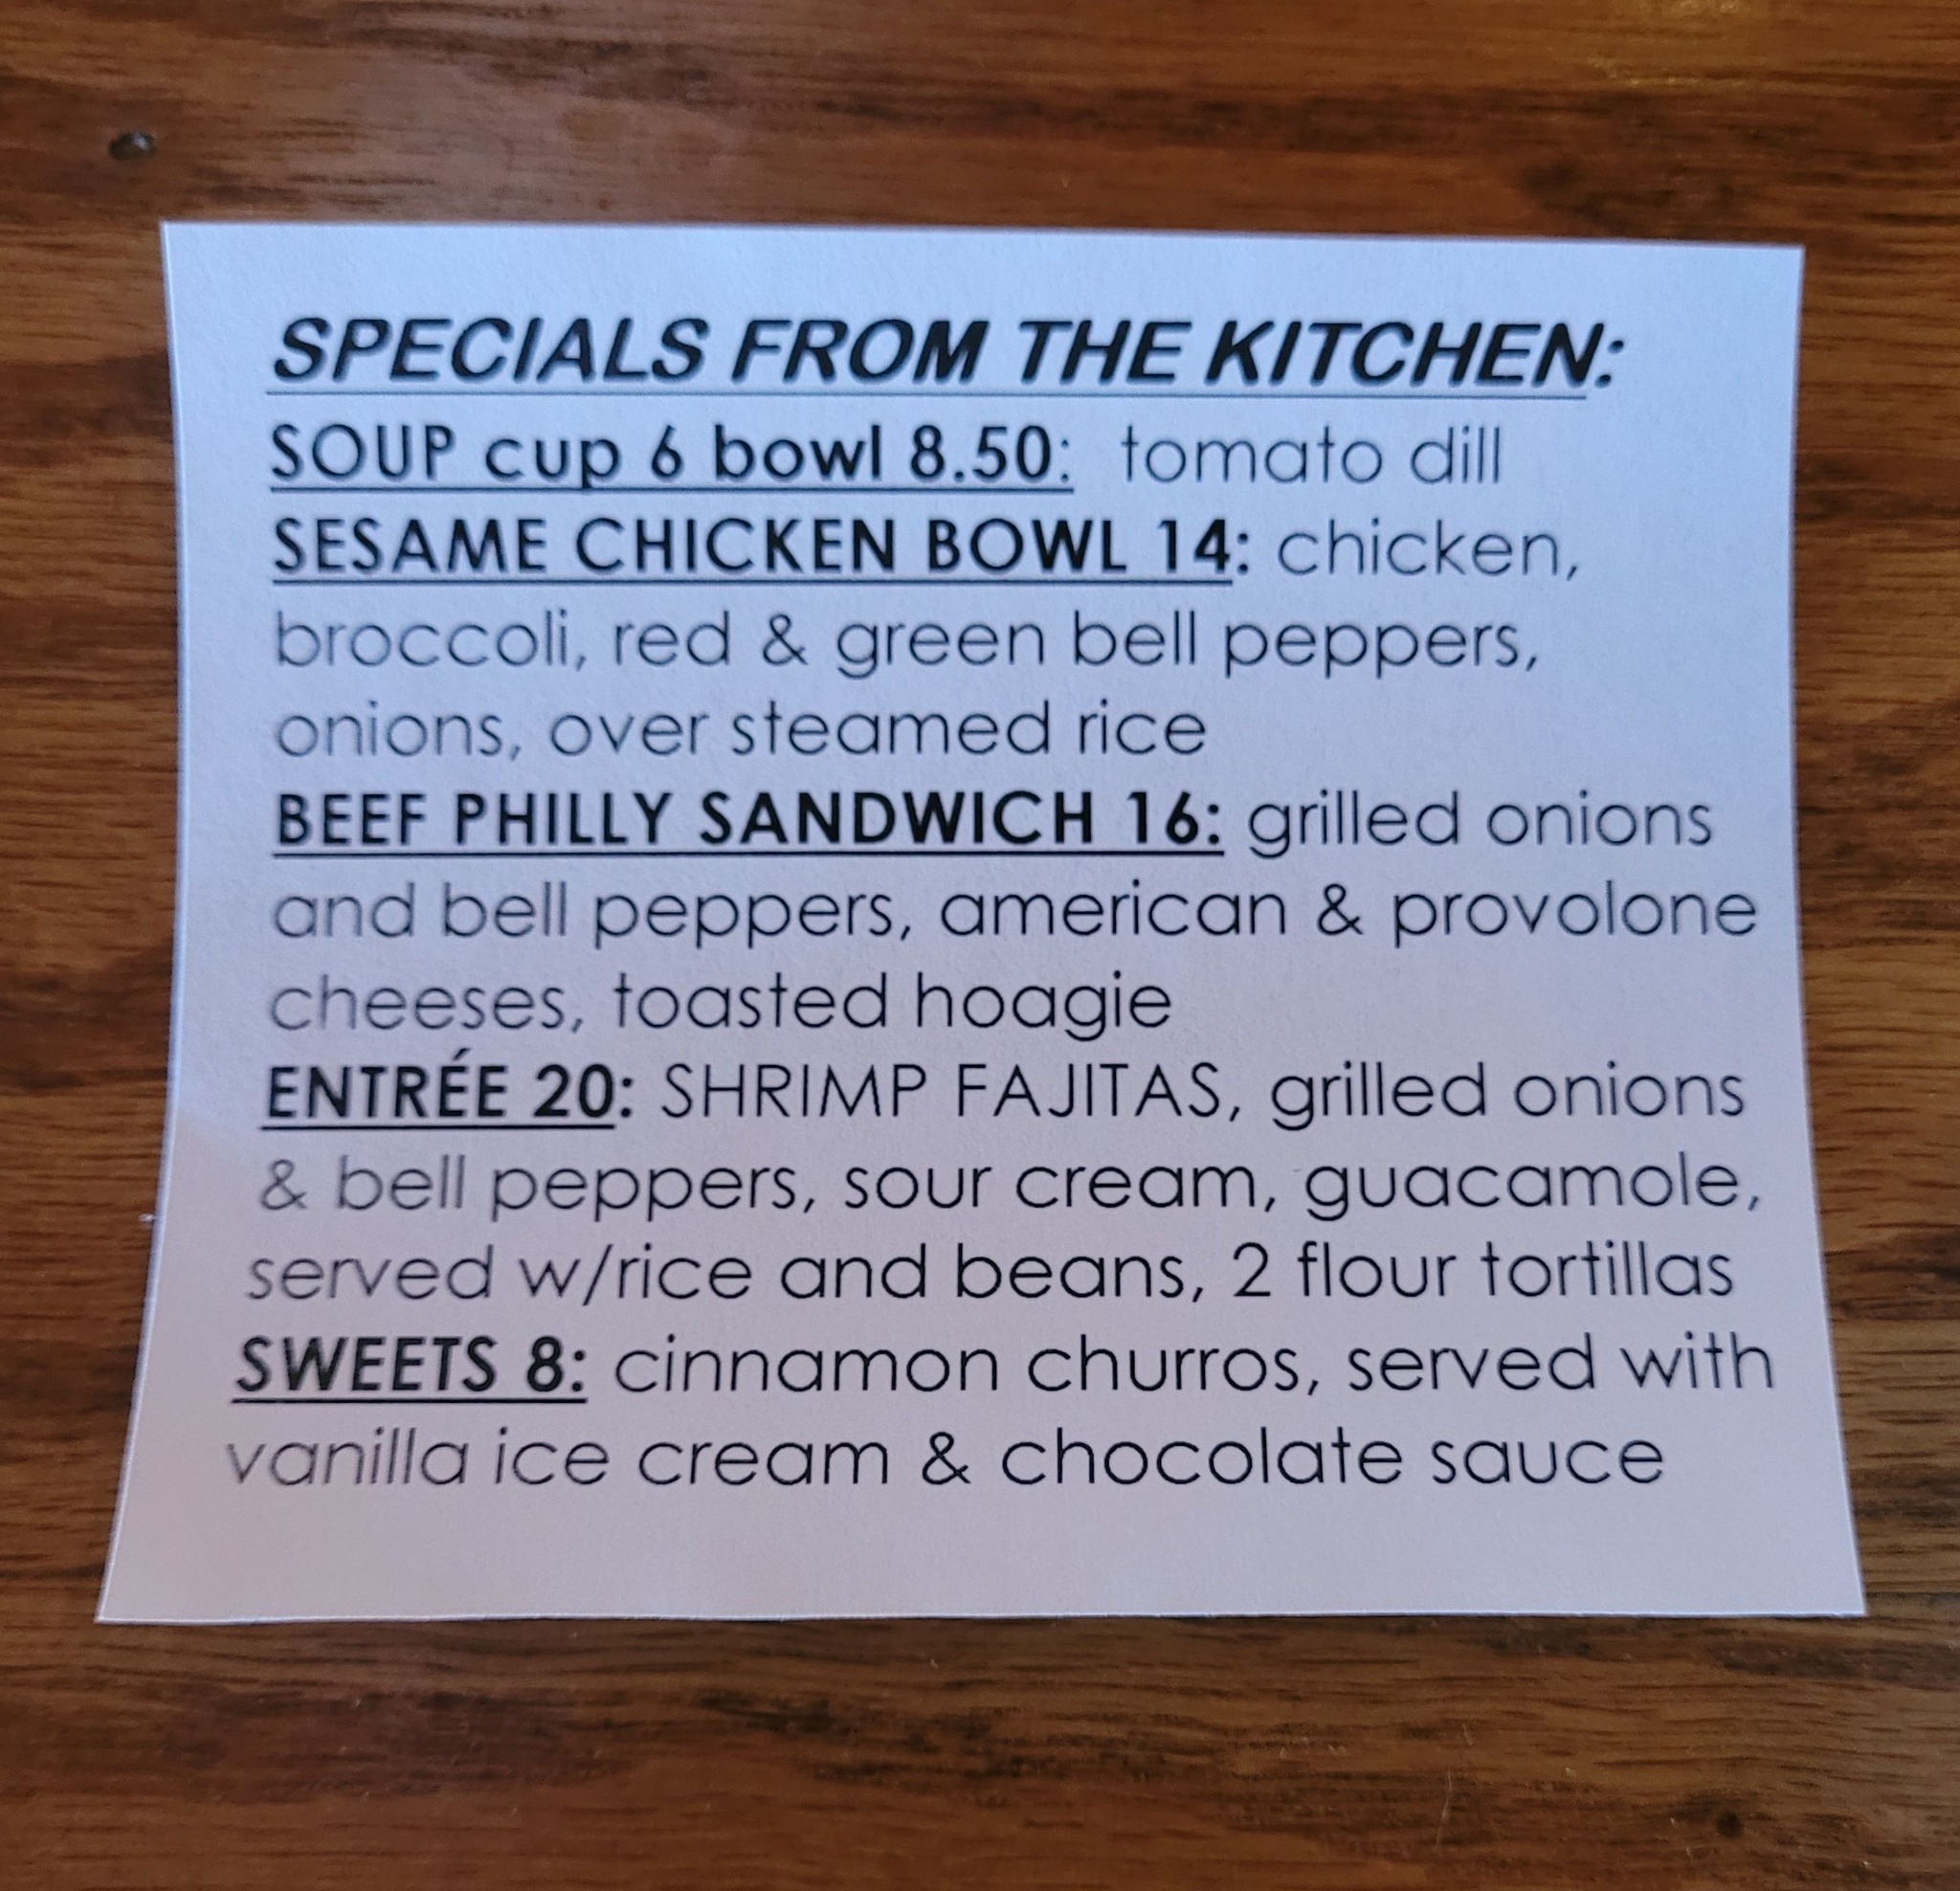 SPECIALS FROM THE KITCHEN:
SOUP cup 6 bowl 8.50: tomato dill
SESAME CHICKEN BOWL 14: chicken,
broccoli, red & green bell peppers,
onions, over steamed rice
BEEF PHILLY SANDWICH 16: grilled onions
and bell peppers, american & provolone
cheeses, toasted hoagie
ENTRÉE 20: SHRIMP FAJITAS, grilled onions
& bell peppers, sour cream, guacamole,
served w/rice and beans, 2 flour tortillas
SWEETS 8: cinnamon churros, served with
vanilla ice cream & chocolate sauce